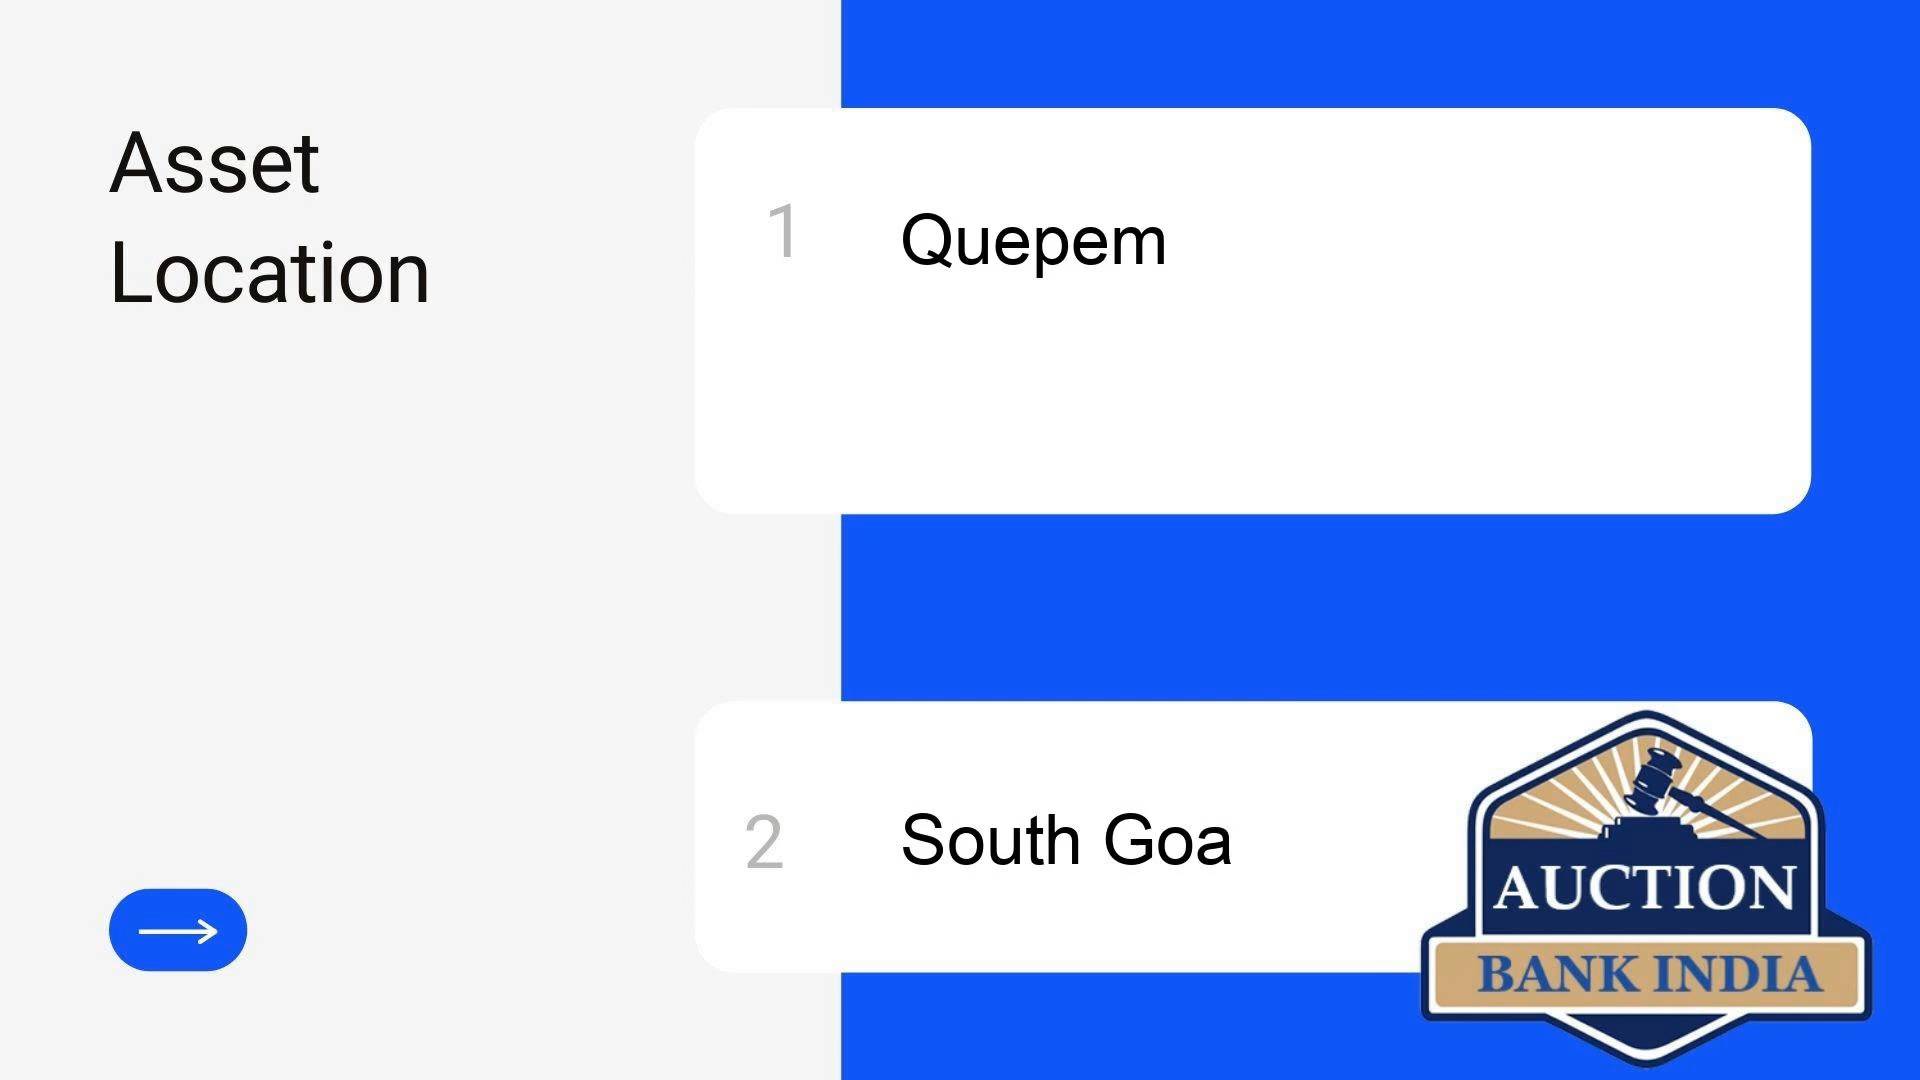 Asset
Location
1
Quepem
2
South Goa
AUCTION
BANK INDIA